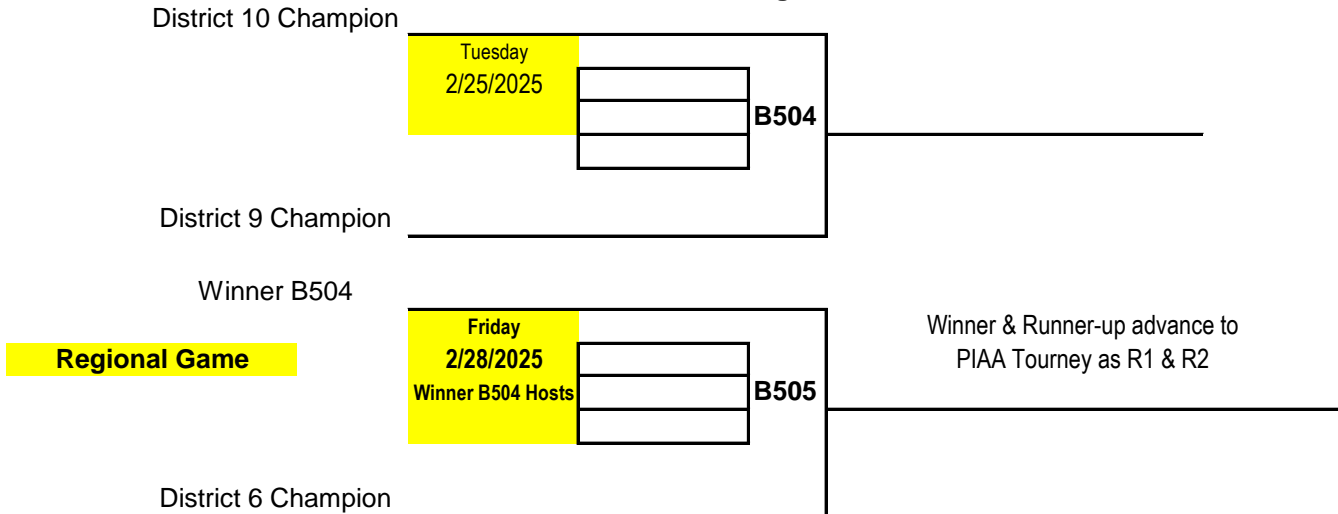 District 10 Champion
Tuesday
2/25/2025
B504
District 9 Champion
Winner B504
Friday
Winner & Runner-up advance to
Regional Game
2/28/2025
PIAA Tourney as R1 & R2
Winner B504 Hosts
B505
District 6 Champion